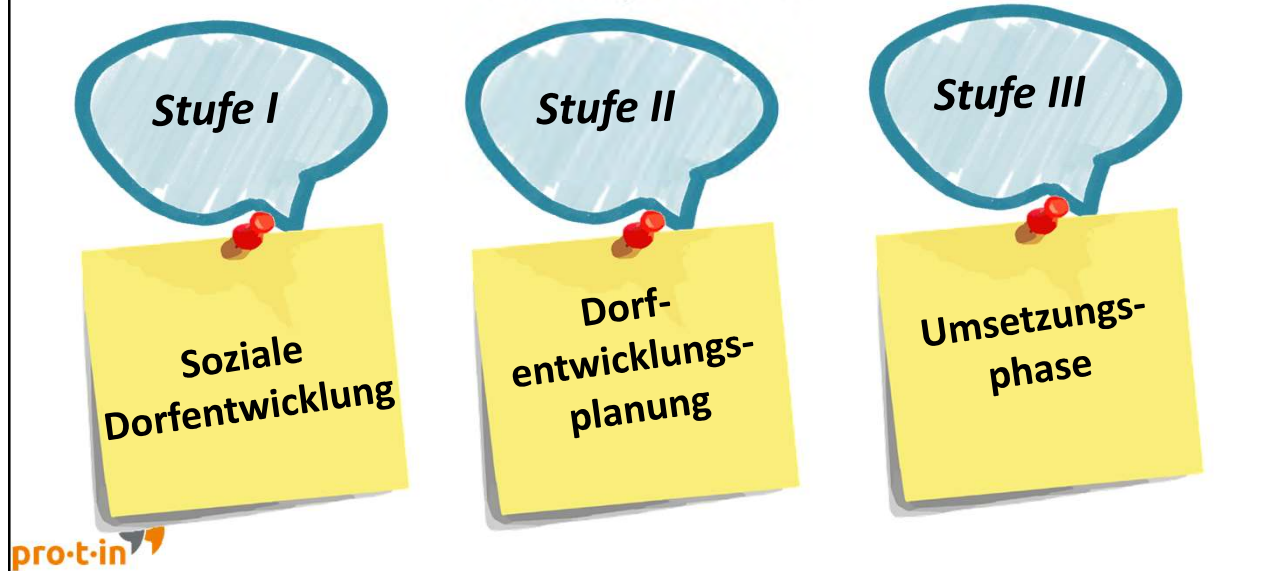 Stufe I
Soziale
Dorfentwicklung
Stufe II
Dorf-
entwicklungs-
planung
Stufe III
Umsetzungs-
phase
pro·t·in